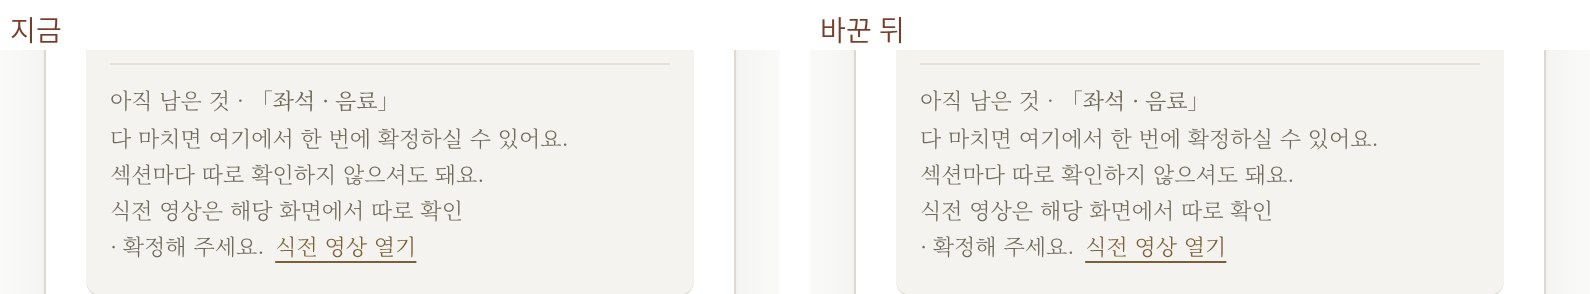 지금
아직 남은 것 · 「좌석 · 음료」
다 마치면 여기에서 한 번에 확정하실 수 있어요.
섹션마다 따로 확인하지 않으셔도 돼요.
식전 영상은 해당 화면에서 따로 확인
· 확정해 주세요. 식전 영상 열기
바꾼 뒤
아직 남은 것 · 「좌석 · 음료」
다 마치면 여기에서 한 번에 확정하실 수 있어요.
섹션마다 따로 확인하지 않으셔도 돼요.
식전 영상은 해당 화면에서 따로 확인
· 확정해 주세요. 식전 영상 열기